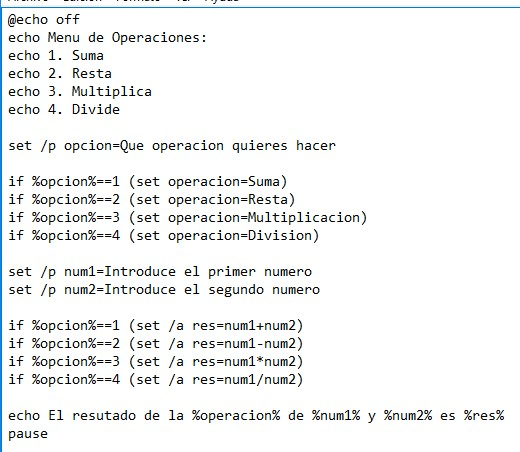 @echo off
echo Menu de Operaciones:
echo 1. Suma
echo 2. Resta
echo 3. Multiplica
echo 4. Divide
set /p opcion=Que operacion quieres hacer
if %opcion%==1 (set operacion=Suma)
if %opcion%==2 (set operacion=Resta)
if %opcion%==3 (set operacion=Multiplicacion)
if %opcion%==4 (set operacion=Division)
set /p num1=Introduce el primer numero
set /p num2=Introduce el segundo numero
if %opcion%==1 (set /a res=num1+num2)
if %opcion%==2 (set /a res=num1-num2)
if %opcion%==3 (set /a res=num1*num2)
if %opcion%==4 (set /a res=num1/num2)
echo El resutado de la %operacion% de %num1% y %num2% es %res%
pause